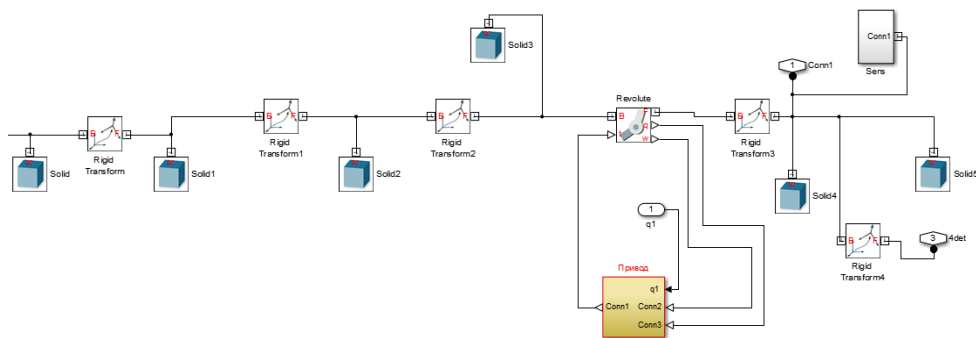 Solid3
Conn1
Sens
1
Conn1
Revolute
B
F
Rigid
Transform
B
F
Rigid
Transform1
B
F
Rigid
Transform2
B
F
t
q
w
B
F
Rigid
Transform3
Solid
Solid1
Solid2
Solid4
Solid5
1
q1
B
F
Rigid
Transform4
3
4det
Привод
q1
Conn1
Conn2
Conn3